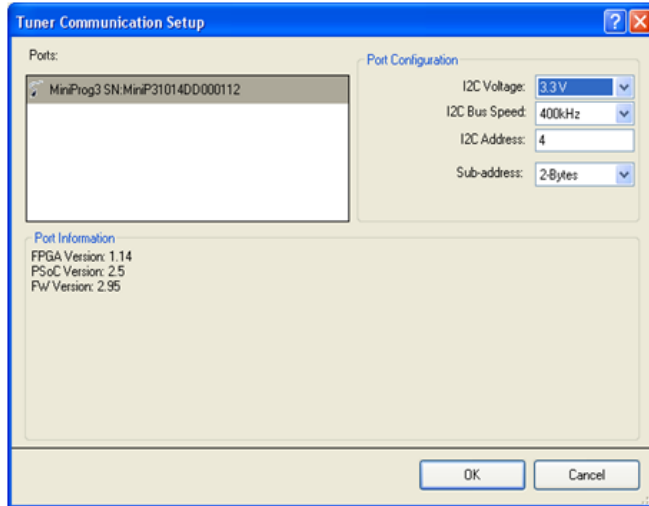 Tuner Communication Setup
Ports:
MiniProg3 SN:MiniP31014DD000112
Port Configuration
I2C Voltage: 3.3 V
I2C Bus Speed: 400kHz
I2C Address: 4
Sub-address: 2-Bytes
Port Information
FPGA Version: 1.14
PSoC Version: 2.5
FW Version: 2.95
OK Cancel